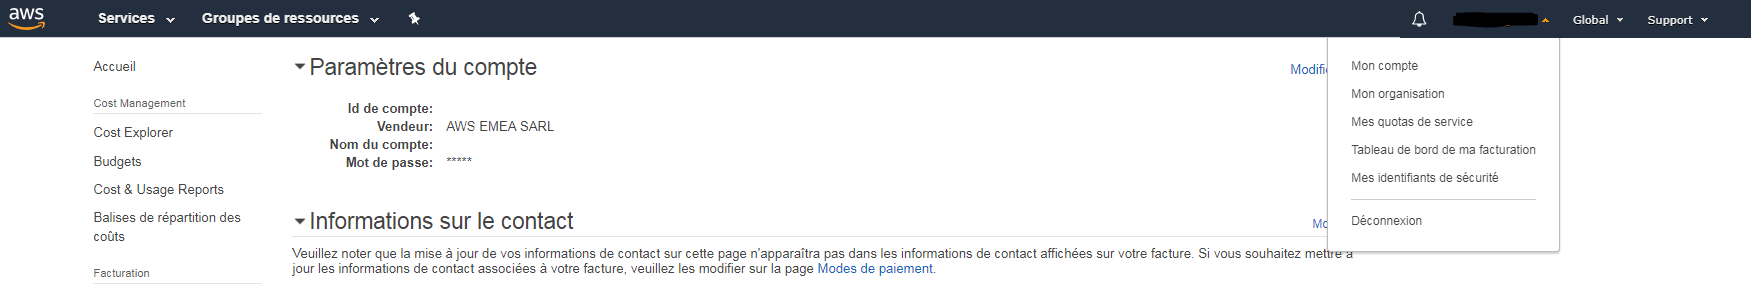 aws
Services
Groupes de ressources
Global
Support
Accueil
Cost Management
Cost Explorer
Budgets
Cost & Usage Reports
Balises de répartition des
coûts
Facturation
Paramètres du compte
Modifi
Id de compte:
Vendeur: AWS EMEA SARL
Nom du compte:
Mot de passe: *****
Informations sur le contact
Mo
Veuillez noter que la mise à jour de vos informations de contact sur cette page n'apparaîtra pas dans les informations de contact affichées sur votre facture. Si vous souhaitez mettre à
jour les informations de contact associées à votre facture, veuillez les modifier sur la page Modes de paiement.
Mon compte
Mon organisation
Mes quotas de service
Tableau de bord de ma facturation
Mes identifiants de sécurité
Déconnexion